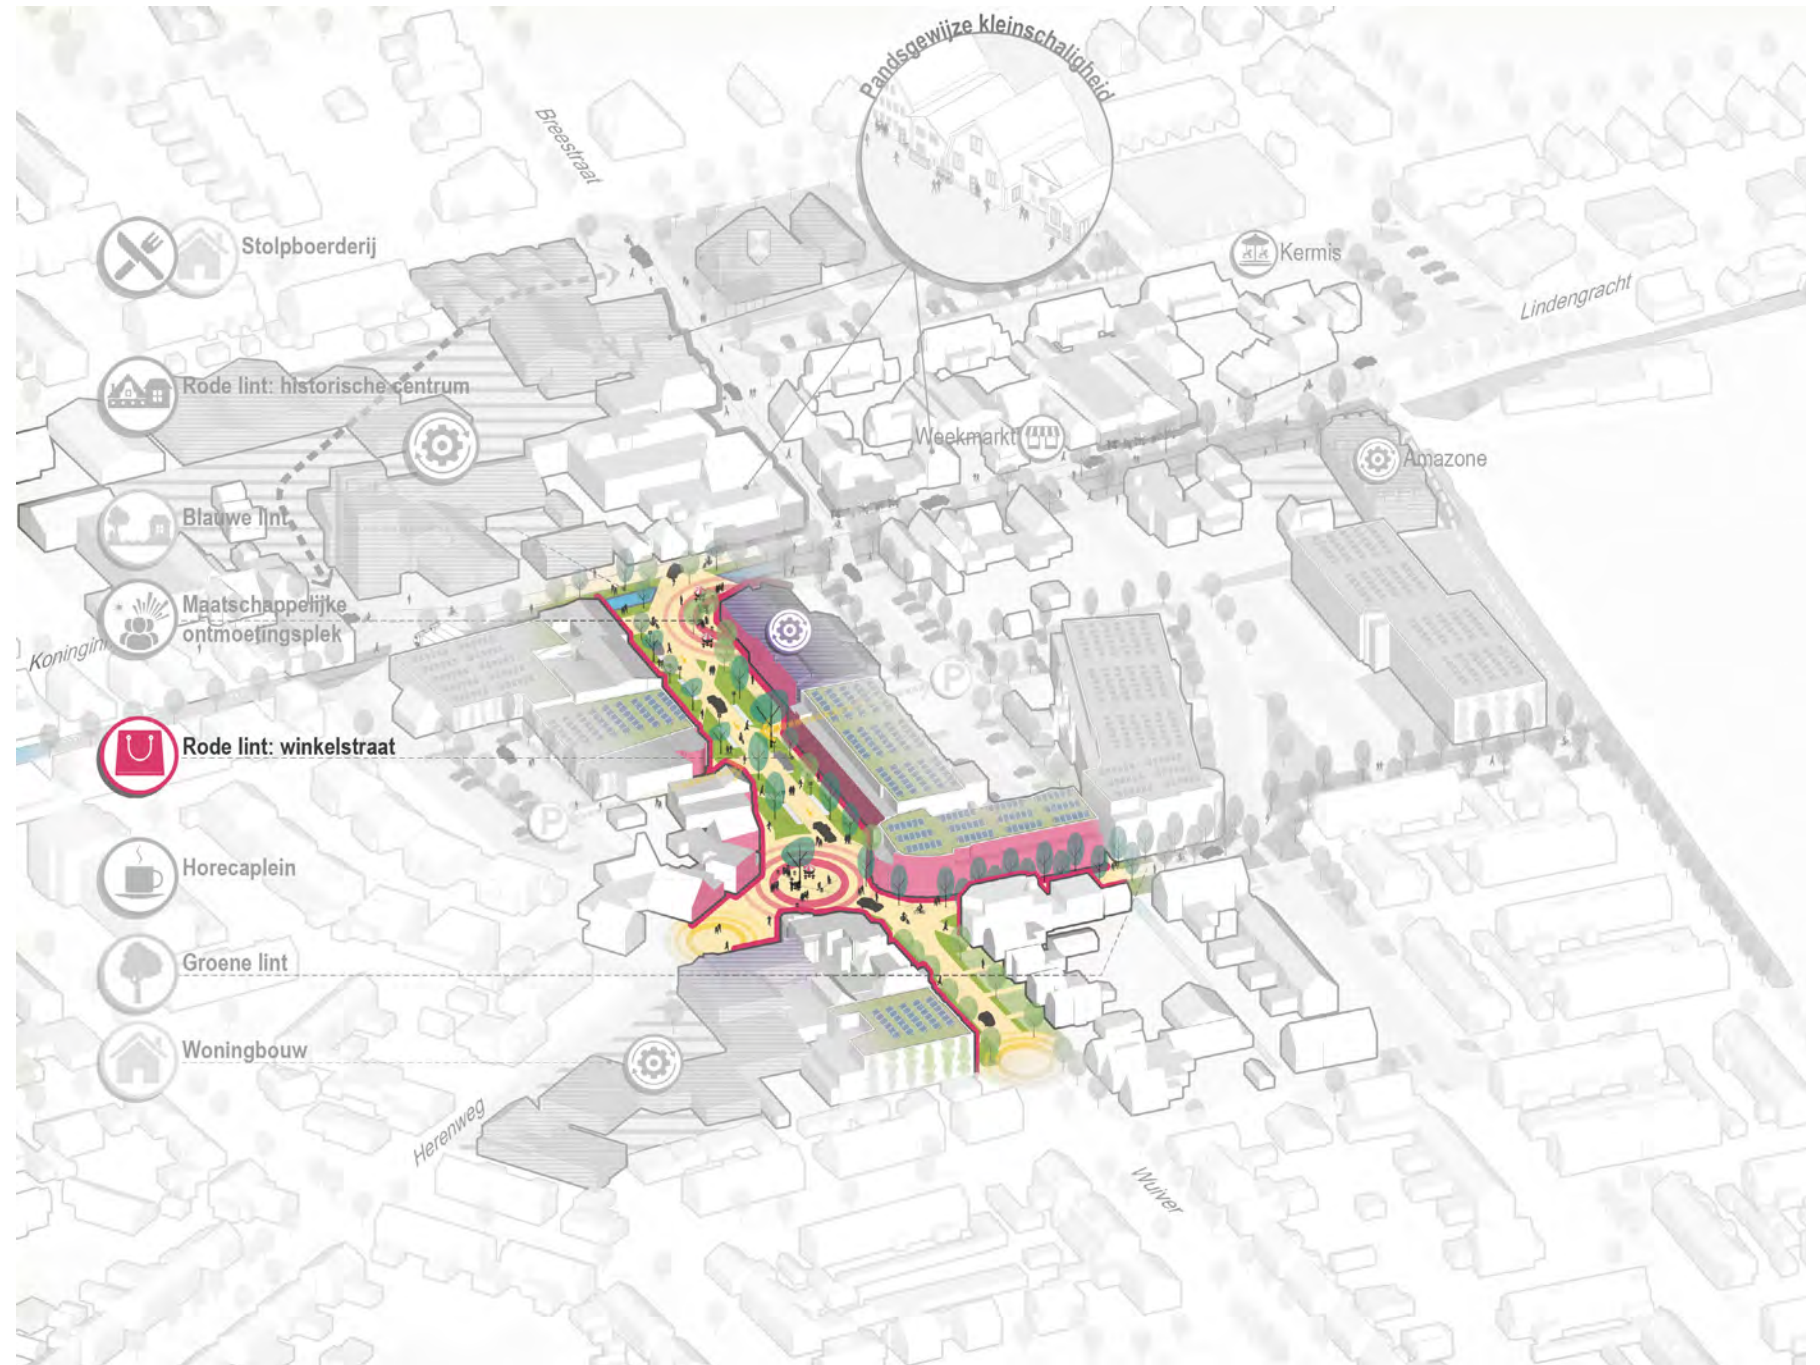 Pandsgewijze kleinschaligheid
Breestraat
Stolpboerderij
Kermis
Lindengracht
Rode lint: historische centrum
Weekmarkt
Amazone
Blauwe lint
Maatschappelijke
ontmoetingsplek
Koningin
P
Rode lint: winkelstraat
P
Horecaplein
Groene lint
Woningbouw
Herenweg
Wuiver